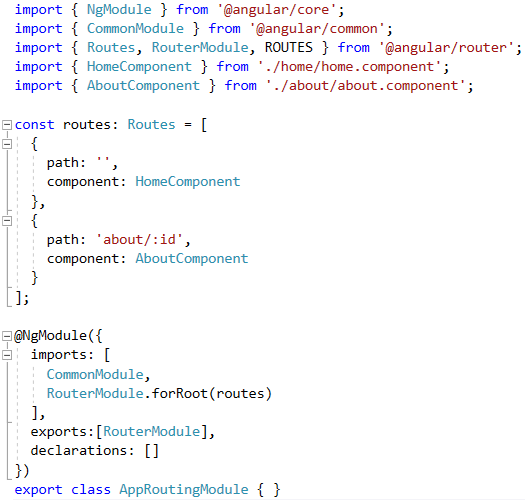 import { NgModule } from '@angular/core';
import { CommonModule } from '@angular/common';
import { Routes, RouterModule, ROUTES } from '@angular/router';
import { HomeComponent } from './home/home.component';
import { AboutComponent } from './about/about.component';

const routes: Routes = [
  {
    path: '',
    component: HomeComponent
  },
  {
    path: 'about/:id',
    component: AboutComponent
  }
];

@NgModule({
  imports: [
    CommonModule,
    RouterModule.forRoot(routes)
  ],
  exports:[RouterModule],
  declarations: []
})
export class AppRoutingModule { }